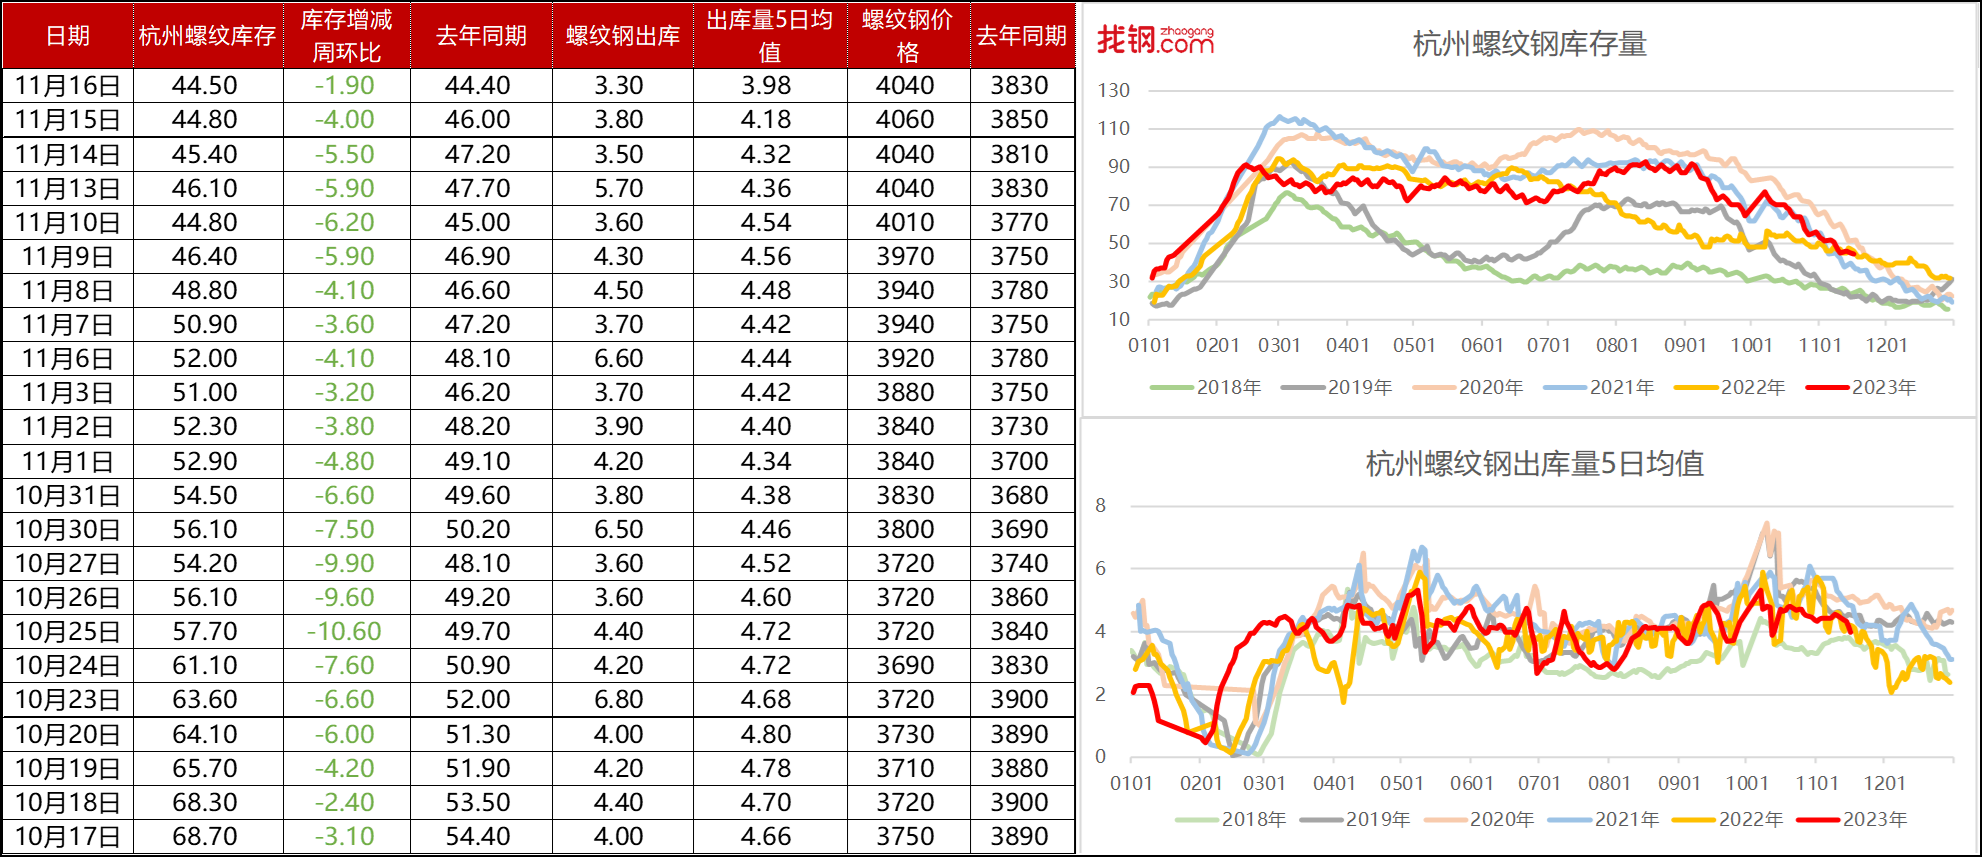 日期 杭州螺纹库存 库存增减周环比 去年同期 螺纹钢出库 出库量5日均值 螺纹钢价格 去年同期
11月16日 44.50 -1.90 44.40 3.30 3.98 4040 3830
11月15日 44.80 -4.00 46.00 3.80 4.18 4060 3850
11月14日 45.40 -5.50 47.20 3.50 4.32 4040 3810
11月13日 46.10 -5.90 47.70 5.70 4.36 4040 3830
11月10日 44.80 -6.20 45.00 3.60 4.54 4010 3770
11月9日 46.40 -5.90 46.90 4.30 4.56 3970 3750
11月8日 48.80 -4.10 46.60 4.50 4.48 3940 3780
11月7日 50.90 -3.60 47.20 3.70 4.42 3940 3750
11月6日 52.00 -4.10 48.10 6.60 4.44 3920 3780
11月3日 51.00 -3.20 46.20 3.70 4.42 3880 3750
11月2日 52.30 -3.80 48.20 3.90 4.40 3840 3730
11月1日 52.90 -4.80 49.10 4.20 4.34 3840 3700
10月31日 54.50 -6.60 49.60 3.80 4.38 3830 3680
10月30日 56.10 -7.50 50.20 6.50 4.46 3800 3690
10月27日 54.20 -9.90 48.10 3.60 4.52 3720 3740
10月26日 56.10 -9.60 49.20 3.60 4.60 3720 3860
10月25日 57.70 -10.60 49.70 4.40 4.72 3720 3840
10月24日 61.10 -7.60 50.90 4.20 4.72 3690 3830
10月23日 63.60 -6.60 52.00 6.80 4.68 3720 3900
10月20日 64.10 -6.00 51.30 4.00 4.80 3730 3890
10月19日 65.70 -4.20 51.90 4.20 4.78 3710 3880
10月18日 68.30 -2.40 53.50 4.40 4.70 3720 3900
10月17日 68.70 -3.10 54.40 4.00 4.66 3750 3890
找钢 zhaogang .com
杭州螺纹钢库存量
130
110
90
70
50
30
10
0101 0201 0301 0401 0501 0601 0701 0801 0901 1001 1101 1201
2018年 2019年 2020年 2021年 2022年 2023年
杭州螺纹钢出库量5日均值
8
6
4
2
0
0101 0201 0301 0401 0501 0601 0701 0801 0901 1001 1101 1201
2018年 2019年 2020年 2021年 2022年 2023年